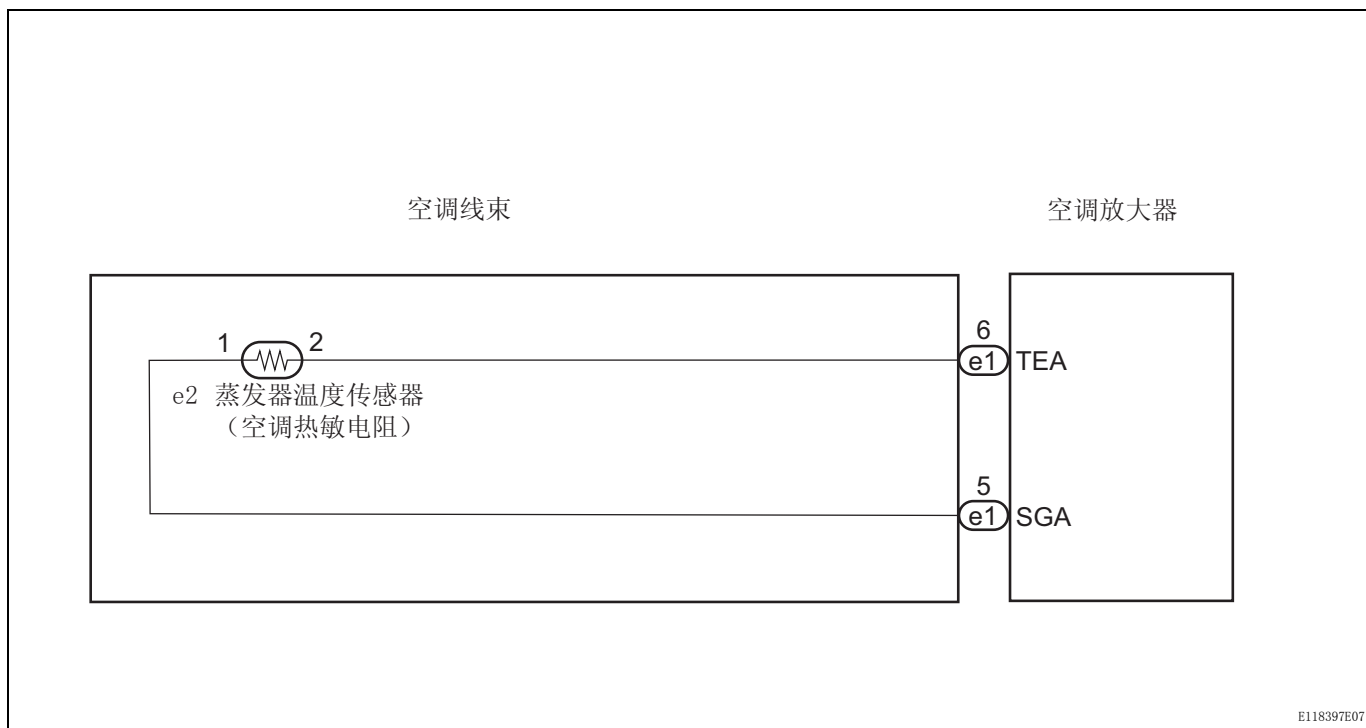 空调线束
空调放大器
1
2
6
e1 TEA
e2 蒸发器温度传感器
（空调热敏电阻）
5
e1 SGA
E118397E07